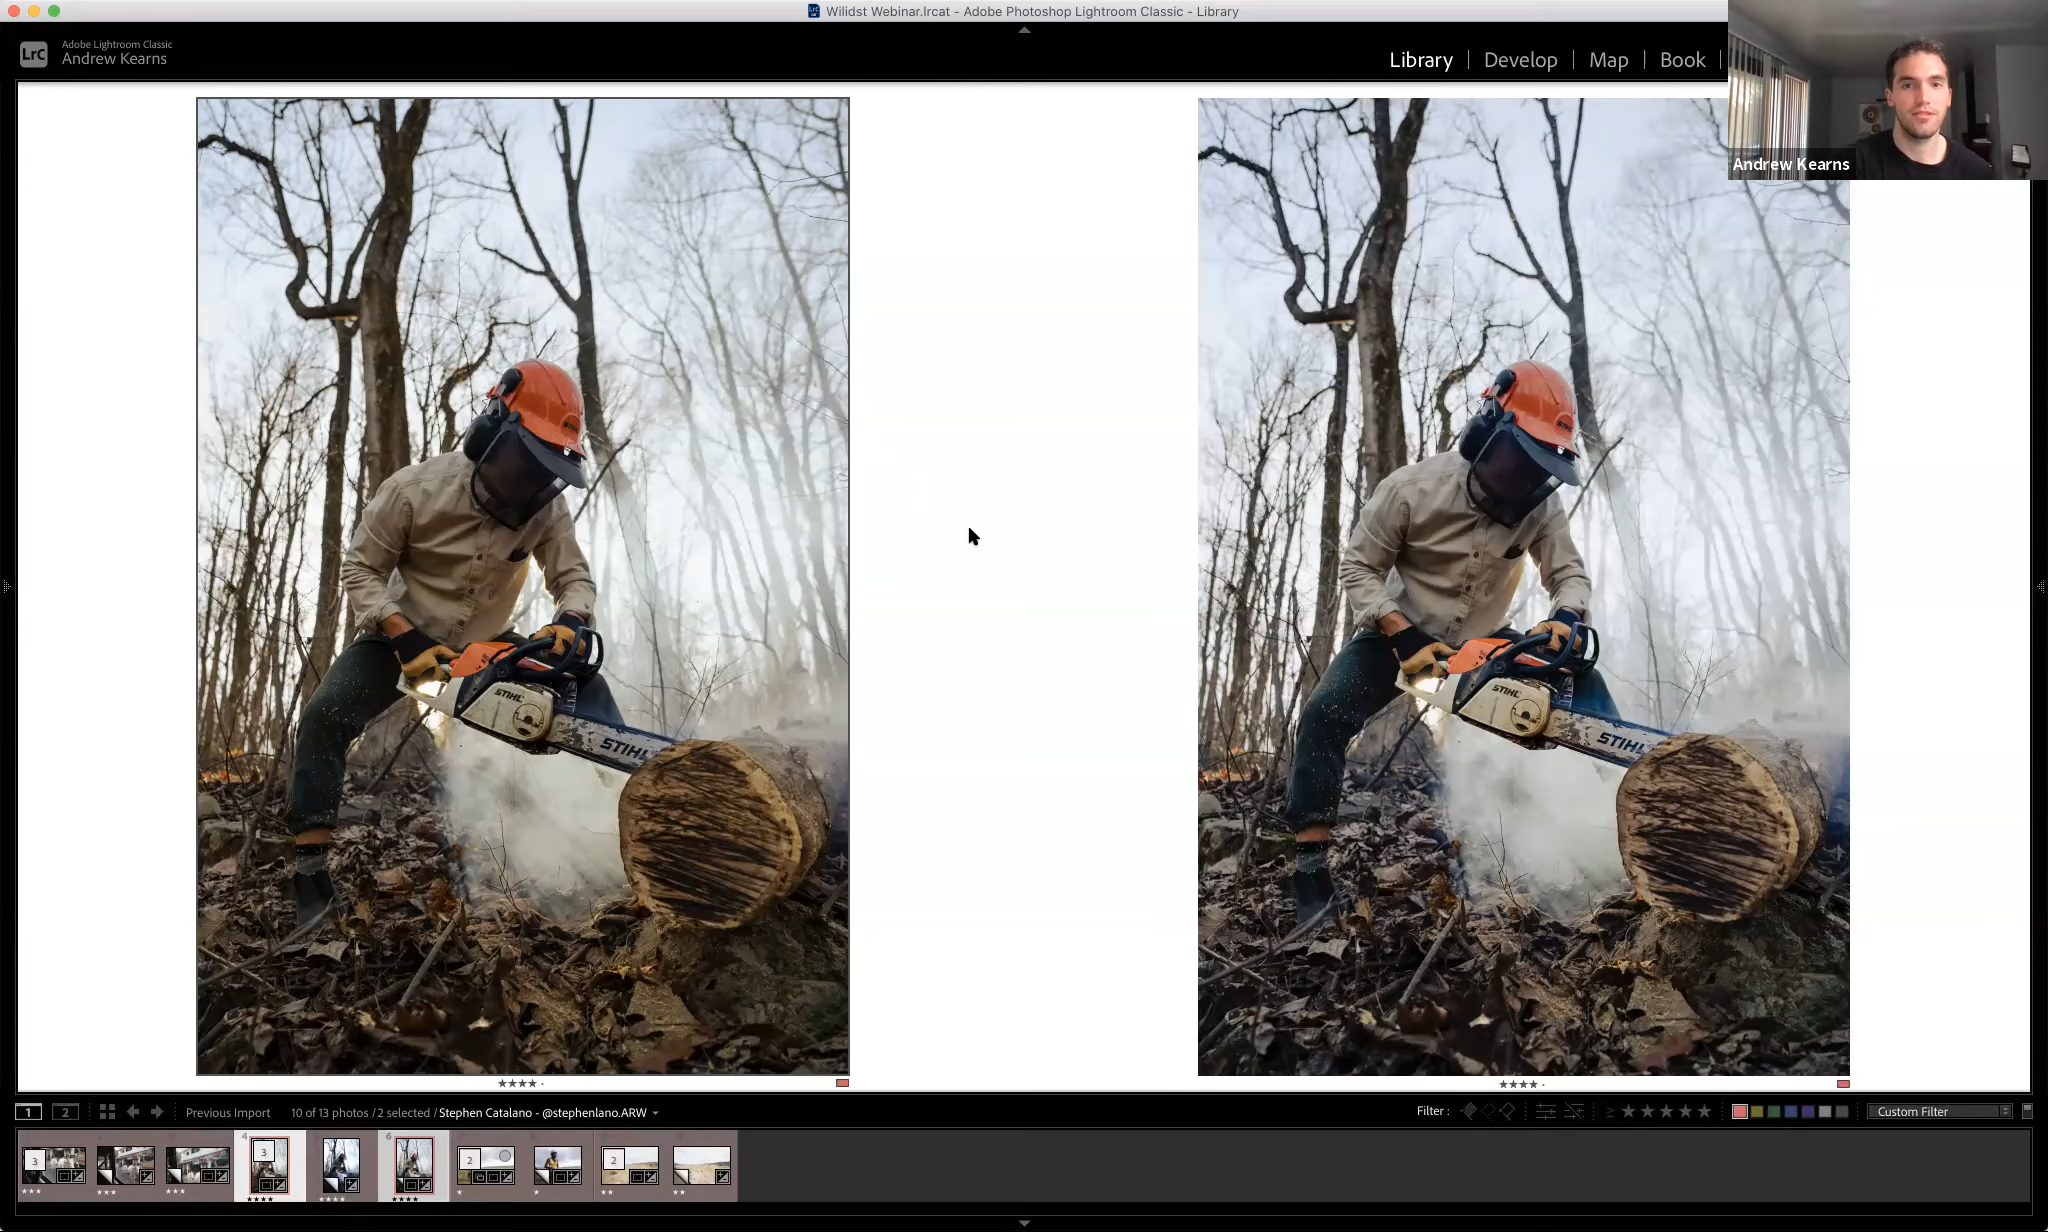 Wilidst Webinar.lrcat - Adobe Photoshop Lightroom Classic - Library
LrC
Adobe Lightroom Classic
Andrew Kearns
Library | Develop | Map | Book |
Andrew Kearns
STIHL
STIHL
STIHL
STIHL
1 2 Previous Import 10 of 13 photos / 2 selected / Stephen Catalano - @stephenlano.ARW
Filter : Custom Filter
4 6
3 3 2 2